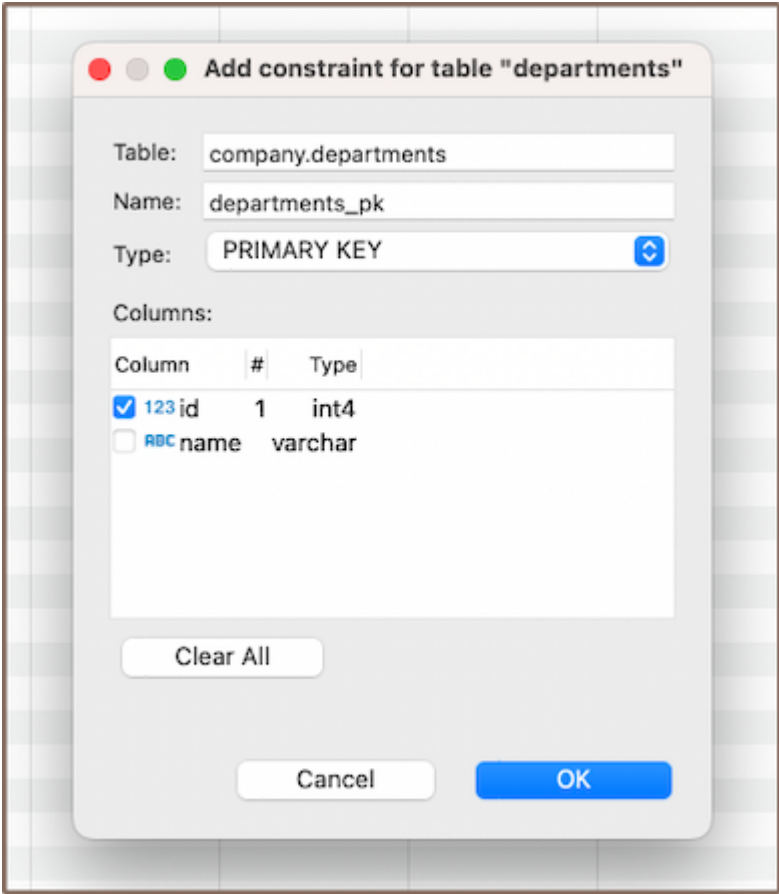 Add constraint for table "departments"
Table: company.departments
Name: departments_pk
Type: PRIMARY KEY
Columns:
Column # Type
123 id 1 int4
ABC name varchar
Clear All
Cancel OK